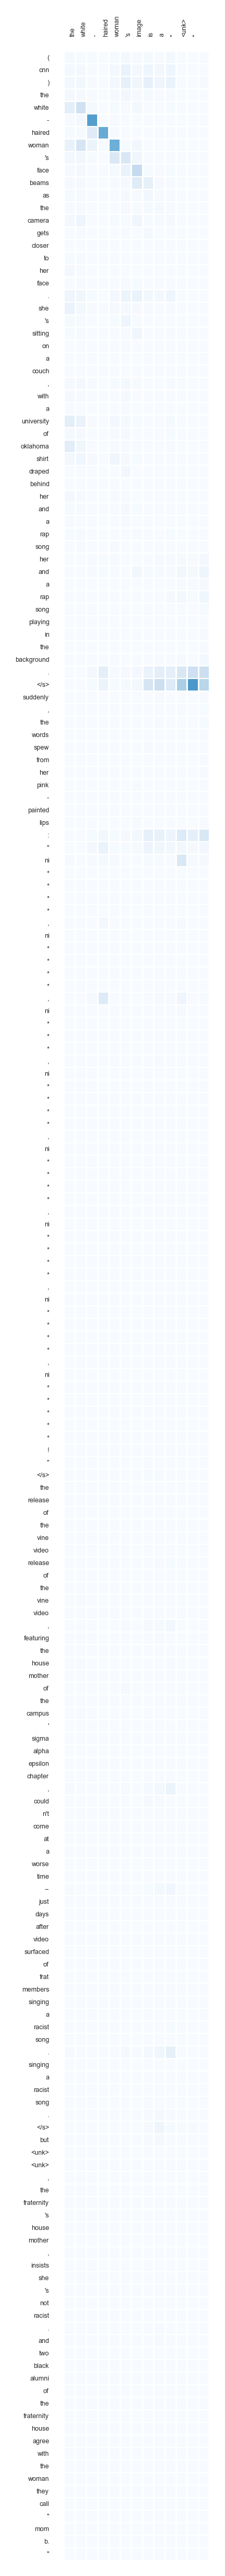 the
white
-
haired
woman
's
image
is
a
"
<unk>
"
(
cnn
)
the
white
-
haired
woman
's
face
beams
as
the
camera
gets
closer
to
her
face
.
she
's
sitting
on
a
couch
,
with
a
university
of
oklahoma
shirt
draped
behind
her
and
a
rap
song
her
and
a
rap
song
playing
in
the
background
.
</s>
suddenly
,
the
words
spew
from
her
pink
-
painted
lips
:
"
ni
*
*
*
*
,
ni
*
*
*
*
,
ni
*
*
*
,
ni
*
*
*
*
,
ni
*
*
*
*
,
ni
*
*
*
*
,
ni
*
*
*
*
,
ni
*
*
*
*
*
!
"
</s>
the
release
of
the
vine
video
release
of
the
vine
video
,
featuring
the
house
mother
of
the
campus
'
sigma
alpha
epsilon
chapter
,
could
n't
come
at
a
worse
time
--
just
days
after
video
surfaced
of
frat
members
singing
a
racist
song
.
singing
a
racist
song
.
</s>
but
<unk>
<unk>
,
the
fraternity
's
house
mother
,
insists
she
's
not
racist
.
and
two
black
alumni
of
the
fraternity
house
agree
with
the
woman
they
call
"
mom
b.
"